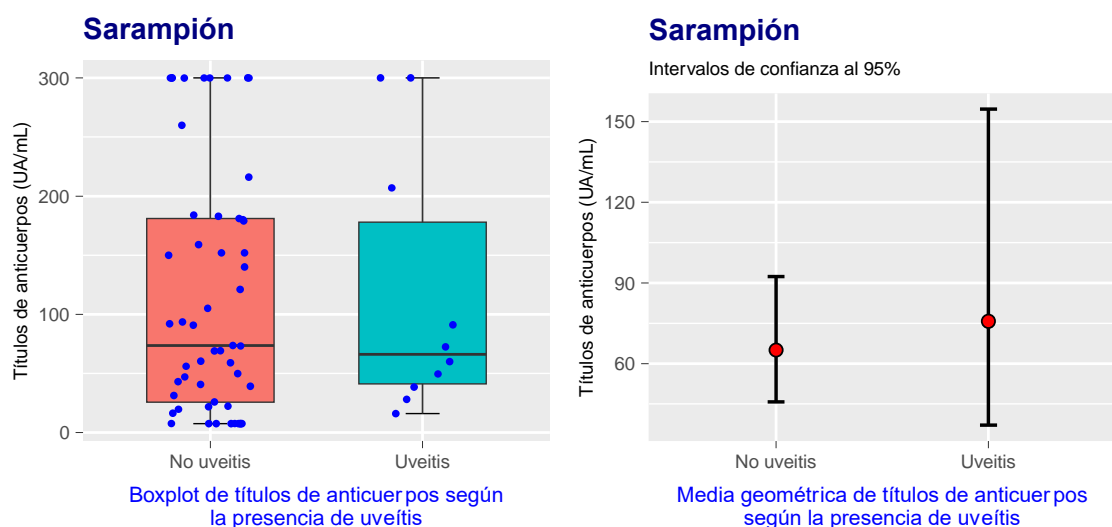 Sarampión
Títulos de anticuerpos (UA/mL)
300
200
100
0
No uveitis
Uveitis
Boxplot de títulos de anticuerpos según
la presencia de uveítis
Sarampión
Intervalos de confianza al 95%
Títulos de anticuerpos (UA/mL)
150
120
90
60
No uveitis
Uveitis
Media geométrica de títulos de anticuerpos
según la presencia de uveítis